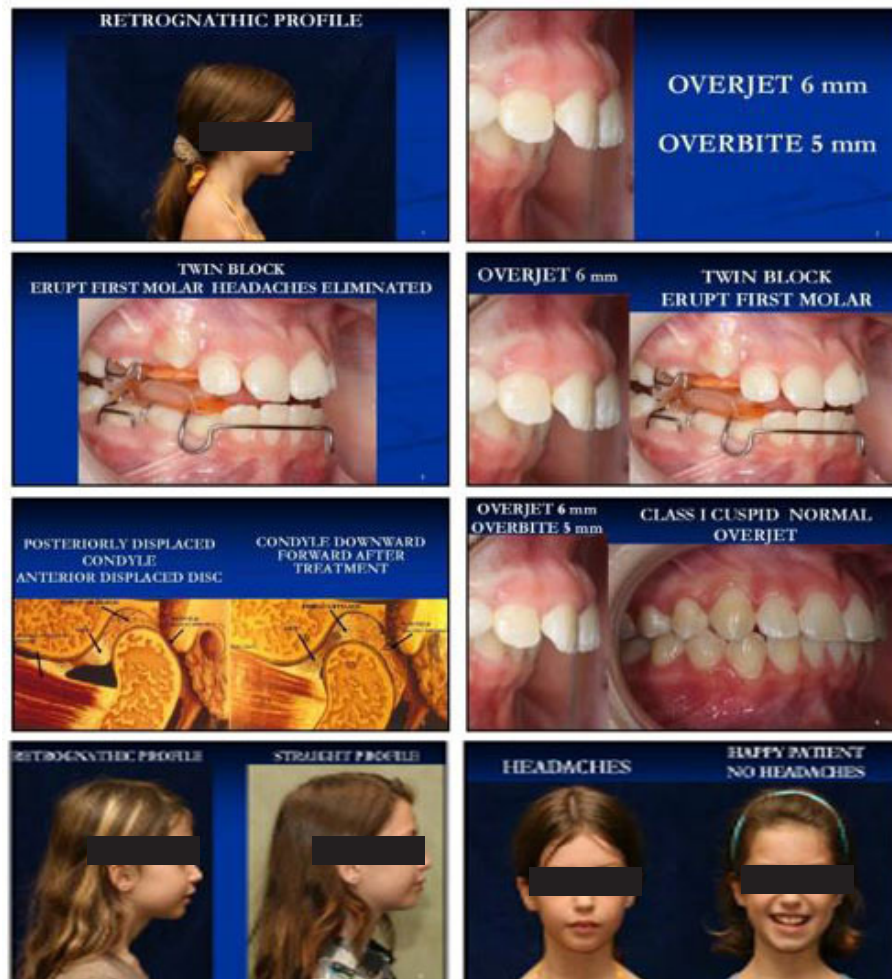 RETROGNATHIC PROFILE
OVERJET 6 mm
OVERBITE 5 mm
TWIN BLOCK
ERUPT FIRST MOLAR HEADACHES ELIMINATED
OVERJET 6 mm
TWIN BLOCK
ERUPT FIRST MOLAR
POSTERIORLY DISPLACED
CONDYLE
ANTERIOR DISPLACED DISC
CONDYLE DOWNWARD
FORWARD AFTER
TREATMENT
OVERJET 6 mm
OVERBITE 5 mm
CLASS I CUSPID NORMAL
OVERJET
RETROGNATHIC PROFILE
STRAIGHT PROFILE
HEADACHES
HAPPY PATIENT
NO HEADACHES